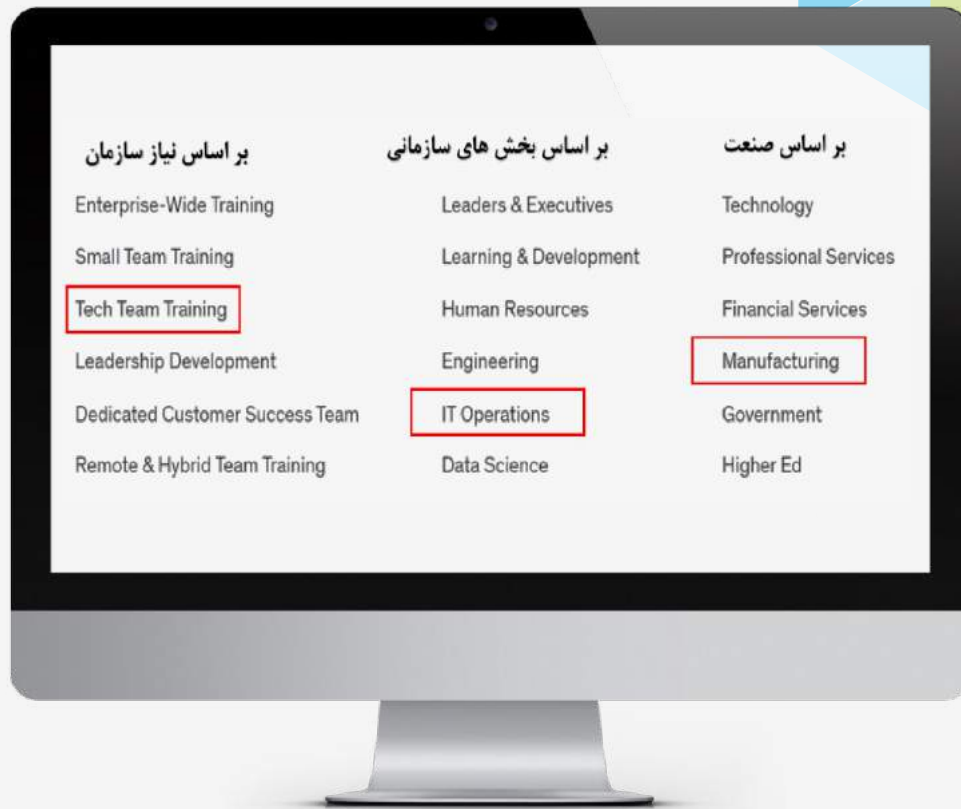 بر اساس نیاز سازمان
Enterprise-Wide Training
Small Team Training
Tech Team Training
Leadership Development
Dedicated Customer Success Team
Remote & Hybrid Team Training
بر اساس بخش های سازمانی
Leaders & Executives
Learning & Development
Human Resources
Engineering
IT Operations
Data Science
بر اساس صنعت
Technology
Professional Services
Financial Services
Manufacturing
Government
Higher Ed